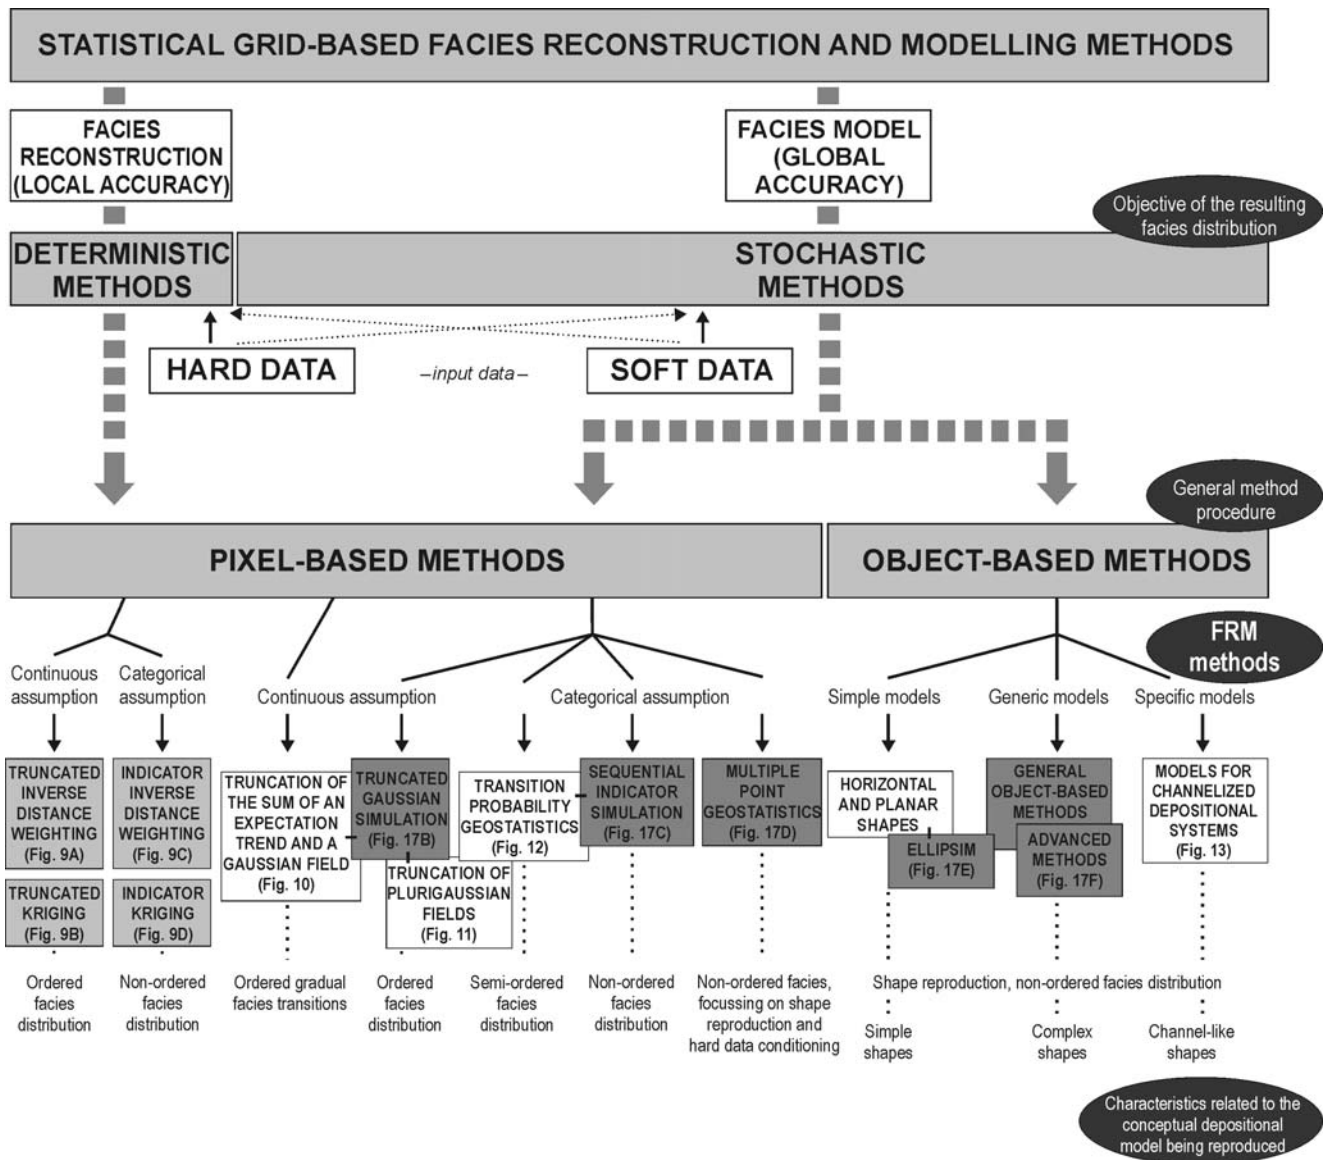 STATISTICAL GRID-BASED FACIES RECONSTRUCTION AND MODELLING METHODS
FACIES
RECONSTRUCTION
(LOCAL ACCURACY)
FACIES MODEL
(GLOBAL
ACCURACY)
Objective of the resulting
facies distribution
DETERMINISTIC
METHODS
STOCHASTIC
METHODS
HARD DATA
–input data–
SOFT DATA
General method
procedure
PIXEL-BASED METHODS
OBJECT-BASED METHODS
FRM
methods
Continuous
assumption
Categorical
assumption
Continuous assumption
Categorical assumption
Simple models
Generic models
Specific models
TRUNCATED
INVERSE
DISTANCE
WEIGHTING
(Fig. 9A)
INDICATOR
INVERSE
DISTANCE
WEIGHTING
(Fig. 9C)
TRUNCATION OF
THE SUM OF AN
EXPECTATION
TREND AND A
GAUSSIAN FIELD
(Fig. 10)
TRUNCATED
GAUSSIAN
SIMULATION
(Fig. 17B)
TRANSITION
PROBABILITY
GEOSTATISTICS
(Fig. 12)
SEQUENTIAL
INDICATOR
SIMULATION
(Fig. 17C)
MULTIPLE
POINT
GEOSTATISTICS
(Fig. 17D)
HORIZONTAL
AND PLANAR
SHAPES
ELLIPSIM
(Fig. 17E)
GENERAL
OBJECT-BASED
METHODS
ADVANCED
METHODS
(Fig. 17F)
MODELS FOR
CHANNELIZED
DEPOSITIONAL
SYSTEMS
(Fig. 13)
TRUNCATED
KRIGING
(Fig. 9B)
INDICATOR
KRIGING
(Fig. 9D)
TRUNCATION OF
PLURIGAUSSIAN
FIELDS
(Fig. 11)
Ordered
facies
distribution
Non-ordered
facies
distribution
Ordered gradual
facies transitions
Ordered
facies
distribution
Semi-ordered
facies
distribution
Non-ordered
facies
distribution
Non-ordered facies,
focussing on shape
reproduction and
hard data conditioning
Shape reproduction, non-ordered facies distribution
Simple
shapes
Complex
shapes
Channel-like
shapes
Characteristics related to the
conceptual depositional
model being reproduced